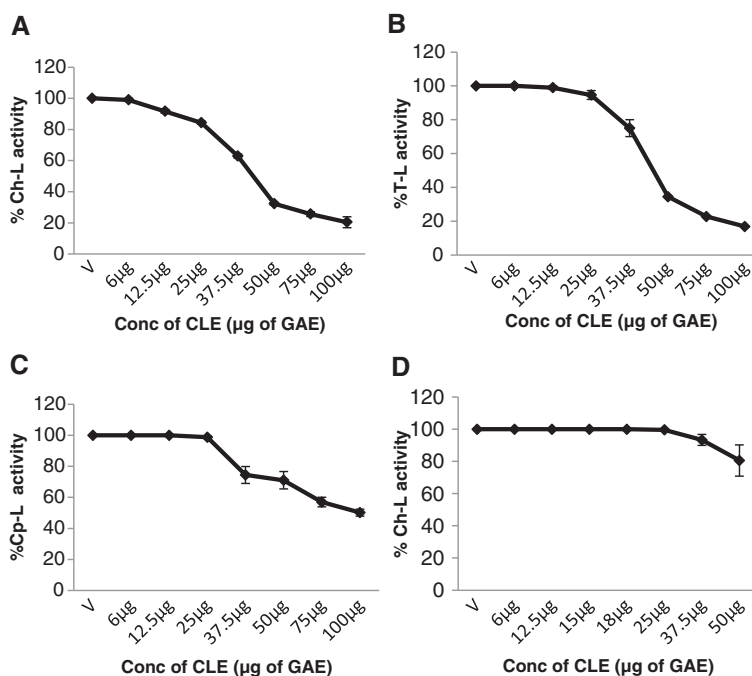 A
120
100
80
60
40
20
0
% Ch-L activity
V 6µg 12.5µg 25µg 37.5µg 50µg 75µg 100µg
Conc of CLE (µg of GAE)
B
120
100
80
60
40
20
0
%T-L activity
V 6µg 12.5µg 25µg 37.5µg 50µg 75µg 100µg
Conc of CLE (µg of GAE)
C
120
100
80
60
40
20
0
%Cp-L activity
V 6µg 12.5µg 25µg 37.5µg 50µg 75µg 100µg
Conc of CLE (µg of GAE)
D
120
100
80
60
40
20
0
% Ch-L activity
V 6µg 12.5µg 15µg 18µg 25µg 37.5µg 50µg
Conc of CLE (µg of GAE)